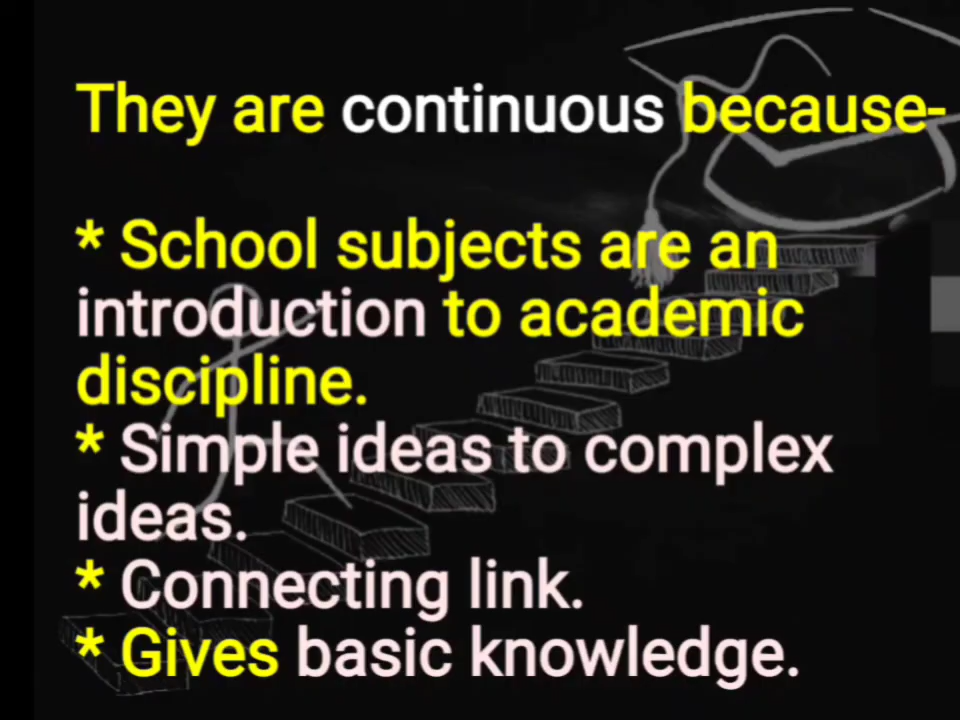 They are continuous because-
* School subjects are an
introduction to academic
discipline.
* Simple ideas to complex
ideas.
* Connecting link.
* Gives basic knowledge.